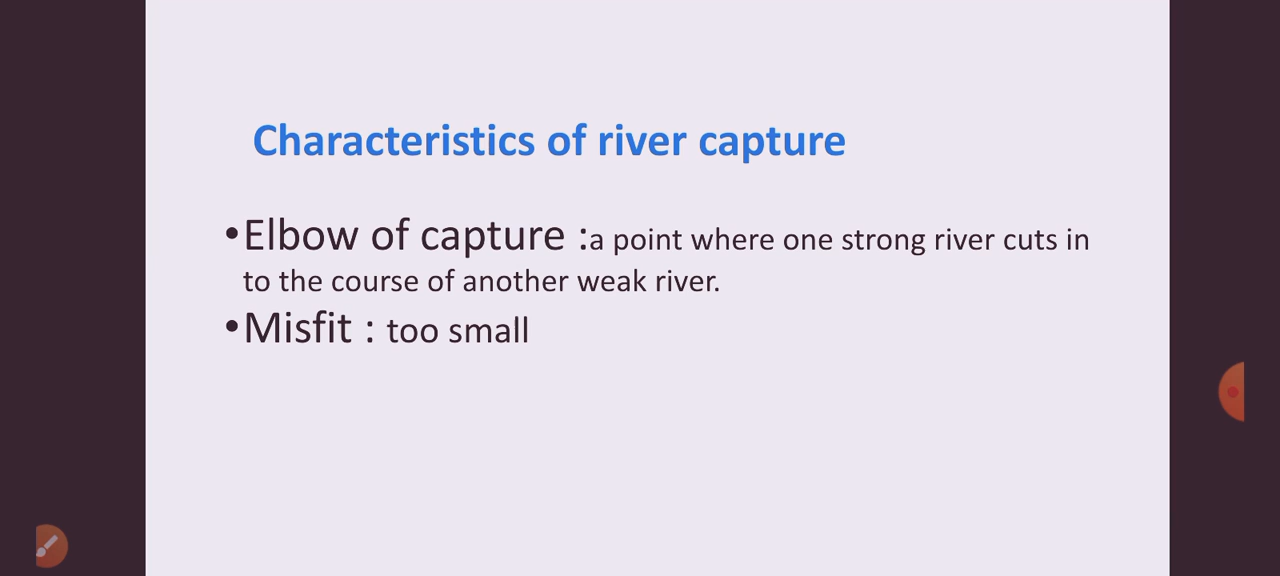 Characteristics of river capture
•Elbow of capture :a point where one strong river cuts in
to the course of another weak river.
•Misfit : too small